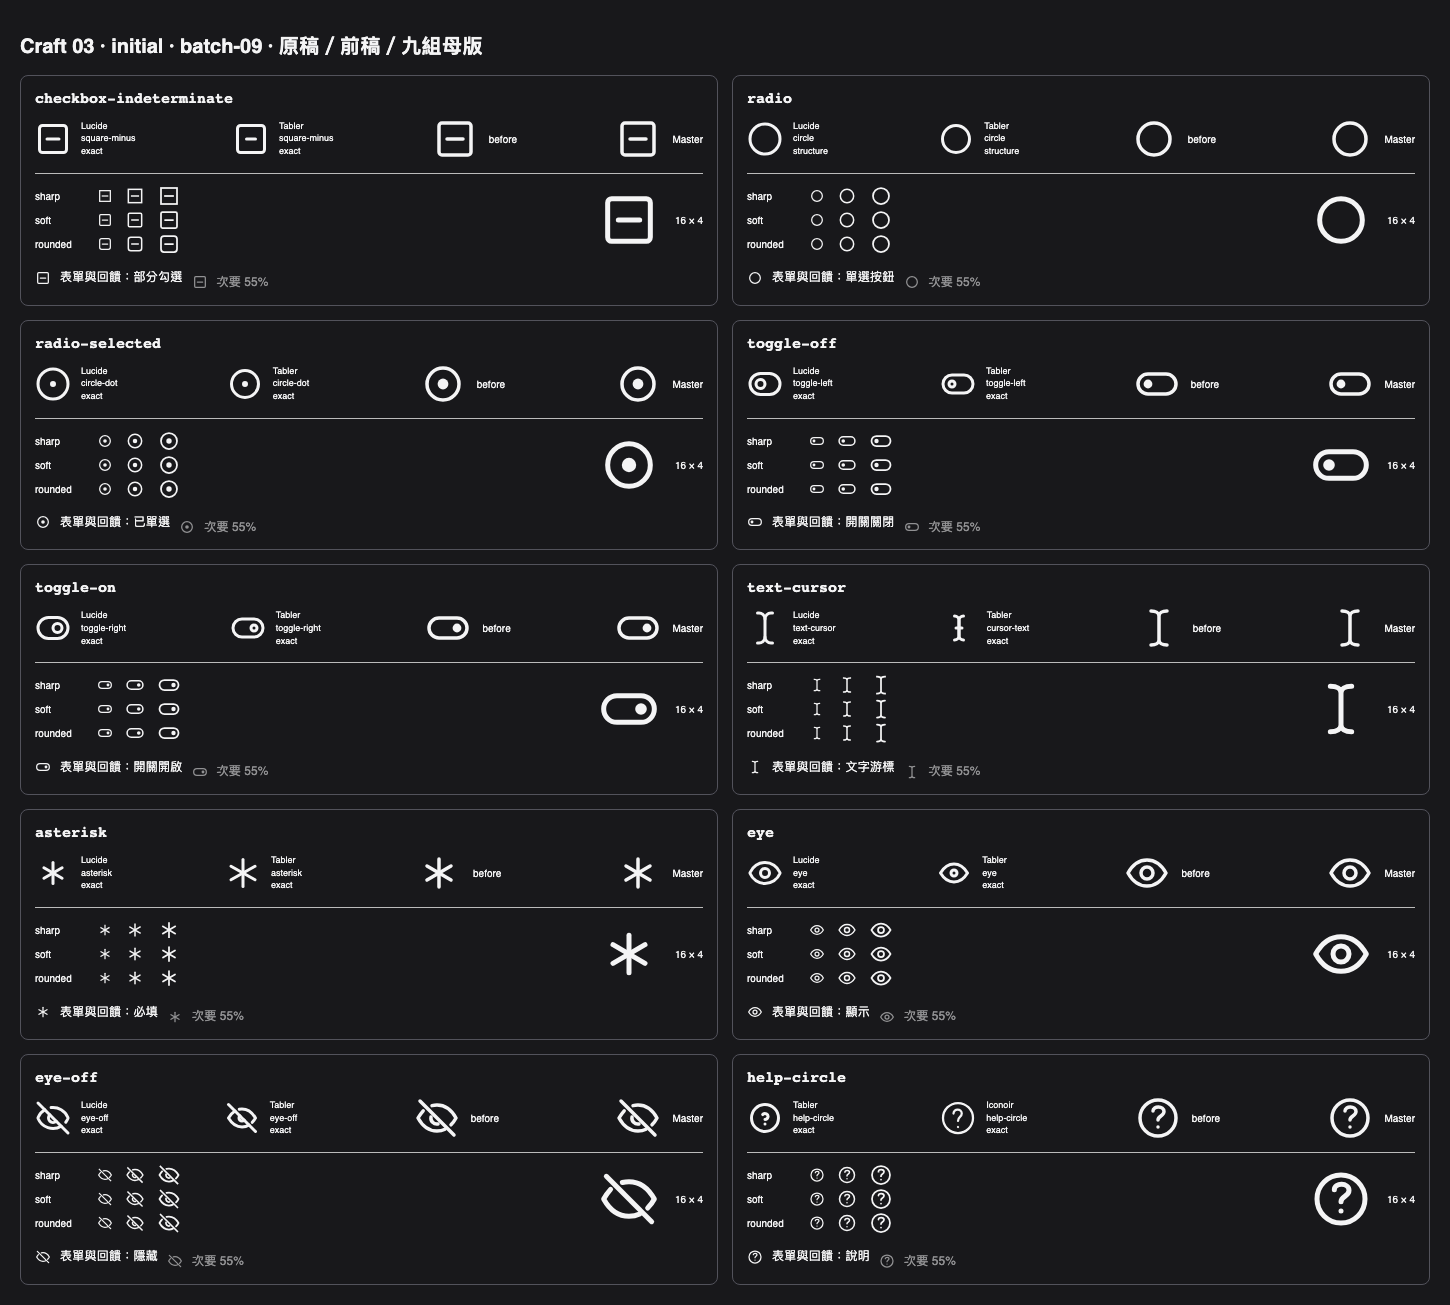 Craft 03 · initial · batch-09 · 原稿 / 前稿 / 九組母版
checkbox-indeterminate
Lucide
square-minus
exact
Tabler
square-minus
exact
before
Master
sharp
soft
rounded
16 × 4
表單與回饋：部分勾選
次要 55%
radio
Lucide
circle
structure
Tabler
circle
structure
before
Master
sharp
soft
rounded
16 × 4
表單與回饋：單選按鈕
次要 55%
radio-selected
Lucide
circle-dot
exact
Tabler
circle-dot
exact
before
Master
sharp
soft
rounded
16 × 4
表單與回饋：已單選
次要 55%
toggle-off
Lucide
toggle-left
exact
Tabler
toggle-left
exact
before
Master
sharp
soft
rounded
16 × 4
表單與回饋：開關關閉
次要 55%
toggle-on
Lucide
toggle-right
exact
Tabler
toggle-right
exact
before
Master
sharp
soft
rounded
16 × 4
表單與回饋：開關開啟
次要 55%
text-cursor
Lucide
text-cursor
exact
Tabler
cursor-text
exact
before
Master
sharp
soft
rounded
16 × 4
表單與回饋：文字游標
次要 55%
asterisk
Lucide
asterisk
exact
Tabler
asterisk
exact
before
Master
sharp
soft
rounded
16 × 4
表單與回饋：必填
次要 55%
eye
Lucide
eye
exact
Tabler
eye
exact
before
Master
sharp
soft
rounded
16 × 4
表單與回饋：顯示
次要 55%
eye-off
Lucide
eye-off
exact
Tabler
eye-off
exact
before
Master
sharp
soft
rounded
16 × 4
表單與回饋：隱藏
次要 55%
help-circle
Tabler
help-circle
exact
Iconoir
help-circle
exact
before
Master
sharp
soft
rounded
16 × 4
表單與回饋：說明
次要 55%